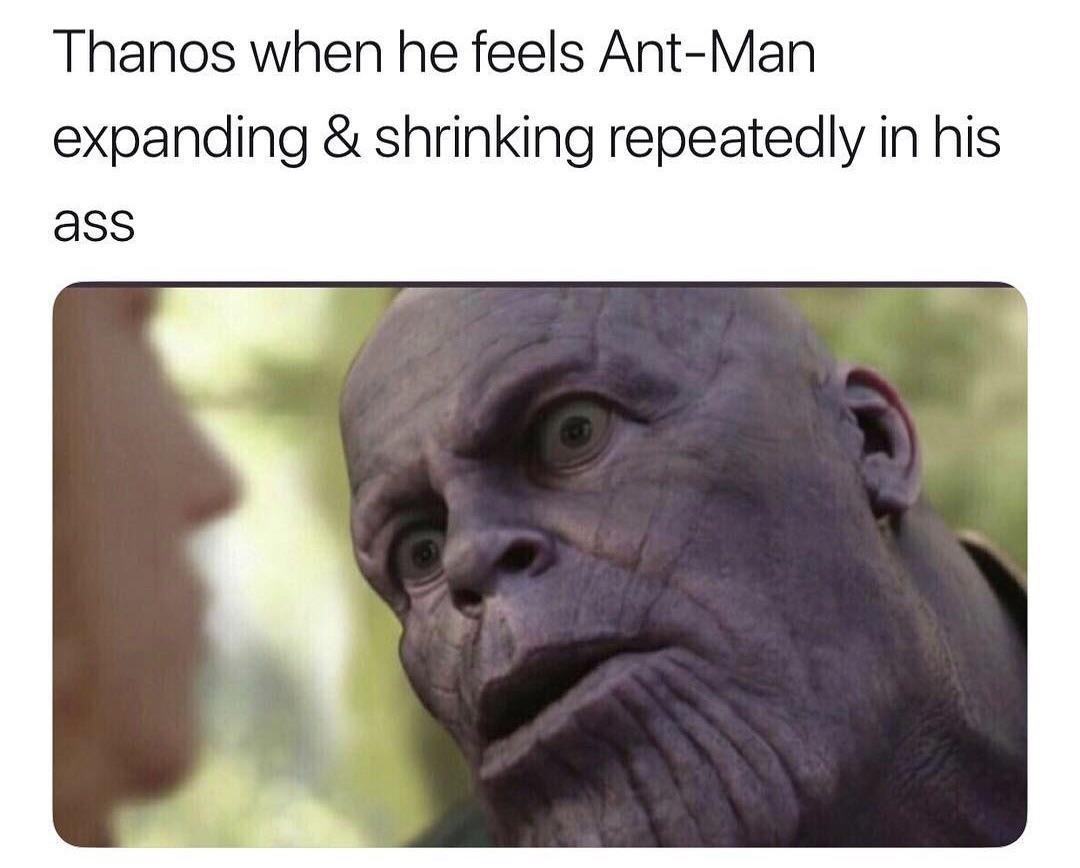 Thanos when he feels Ant-Man
expanding & shrinking repeatedly in his
ass